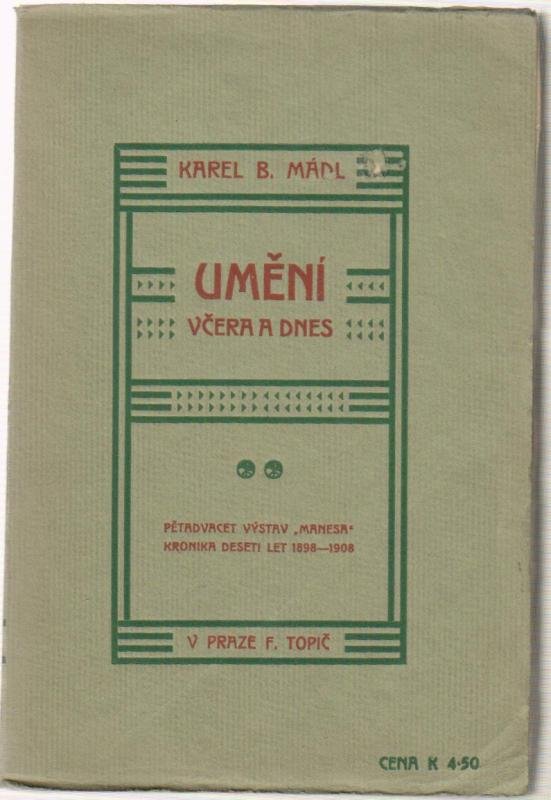 KAREL B. MÁDL
UMĚNÍ
VČERA A DNES
PĚTADVACET VÝSTAV „MANESA“
KRONIKA DESETI LET 1898—1908
V PRAZE F. TOPIČ
CENA K 4·50